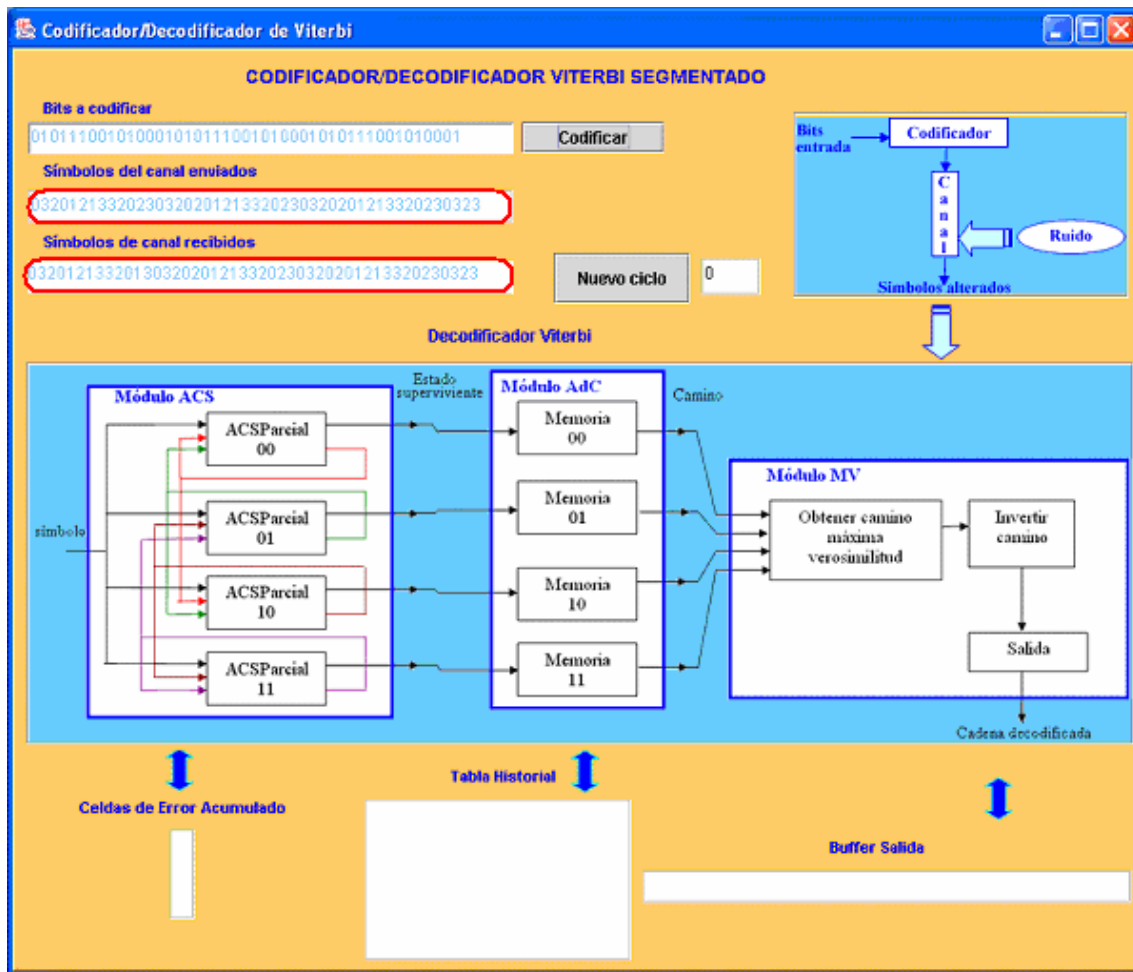 Codificador/Decodificador de Viterbi
CODIFICADOR/DECODIFICADOR VITERBI SEGMENTADO
Bits a codificar
010111001010001010111001010001010111001010001
Codificar
Símbolos del canal enviados
03201213320230320201213320230320201213320230323
Símbolos de canal recibidos
03201213320130320201213320230320201213320230323
Nuevo ciclo
0
Bits entrada
Codificador
Canal
Ruido
Símbolos alterados
Decodificador Viterbi
Módulo ACS
símbolo
ACSParcial
00
ACSParcial
01
ACSParcial
10
ACSParcial
11
Estado
superviviente
Módulo AdC
Memoria
00
Memoria
01
Memoria
10
Memoria
11
Camino
Módulo MV
Obtener camino
máxima
verosimilitud
Invertir
camino
Salida
Cadena decodificada
Celdas de Error Acumulado
Tabla Historial
Buffer Salida